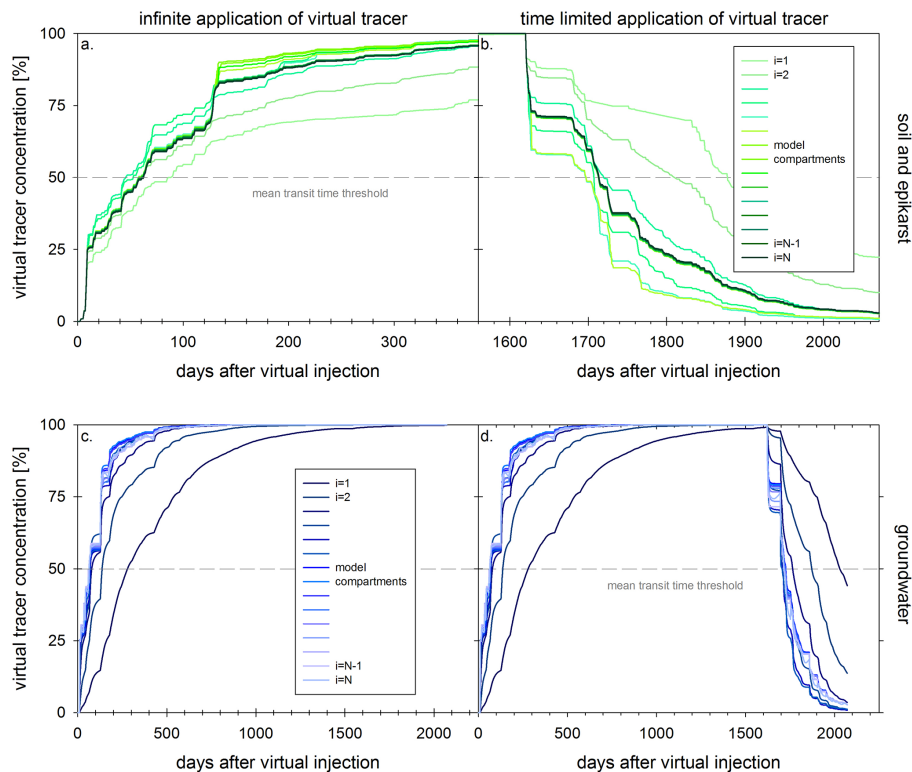 infinite application of virtual tracer
time limited application of virtual tracer
virtual tracer concentration [%]
100
75
50
25
0
a.
mean transit time threshold
0
100
200
300
days after virtual injection
b.
i=1
i=2
model
compartments
i=N-1
i=N
1600
1700
1800
1900
2000
days after virtual injection
soil and epikarst
virtual tracer concentration [%]
100
75
50
25
0
c.
i=1
i=2
model
compartments
i=N-1
i=N
0
500
1000
1500
2000
days after virtual injection
d.
mean transit time threshold
0
500
1000
1500
2000
days after virtual injection
groundwater